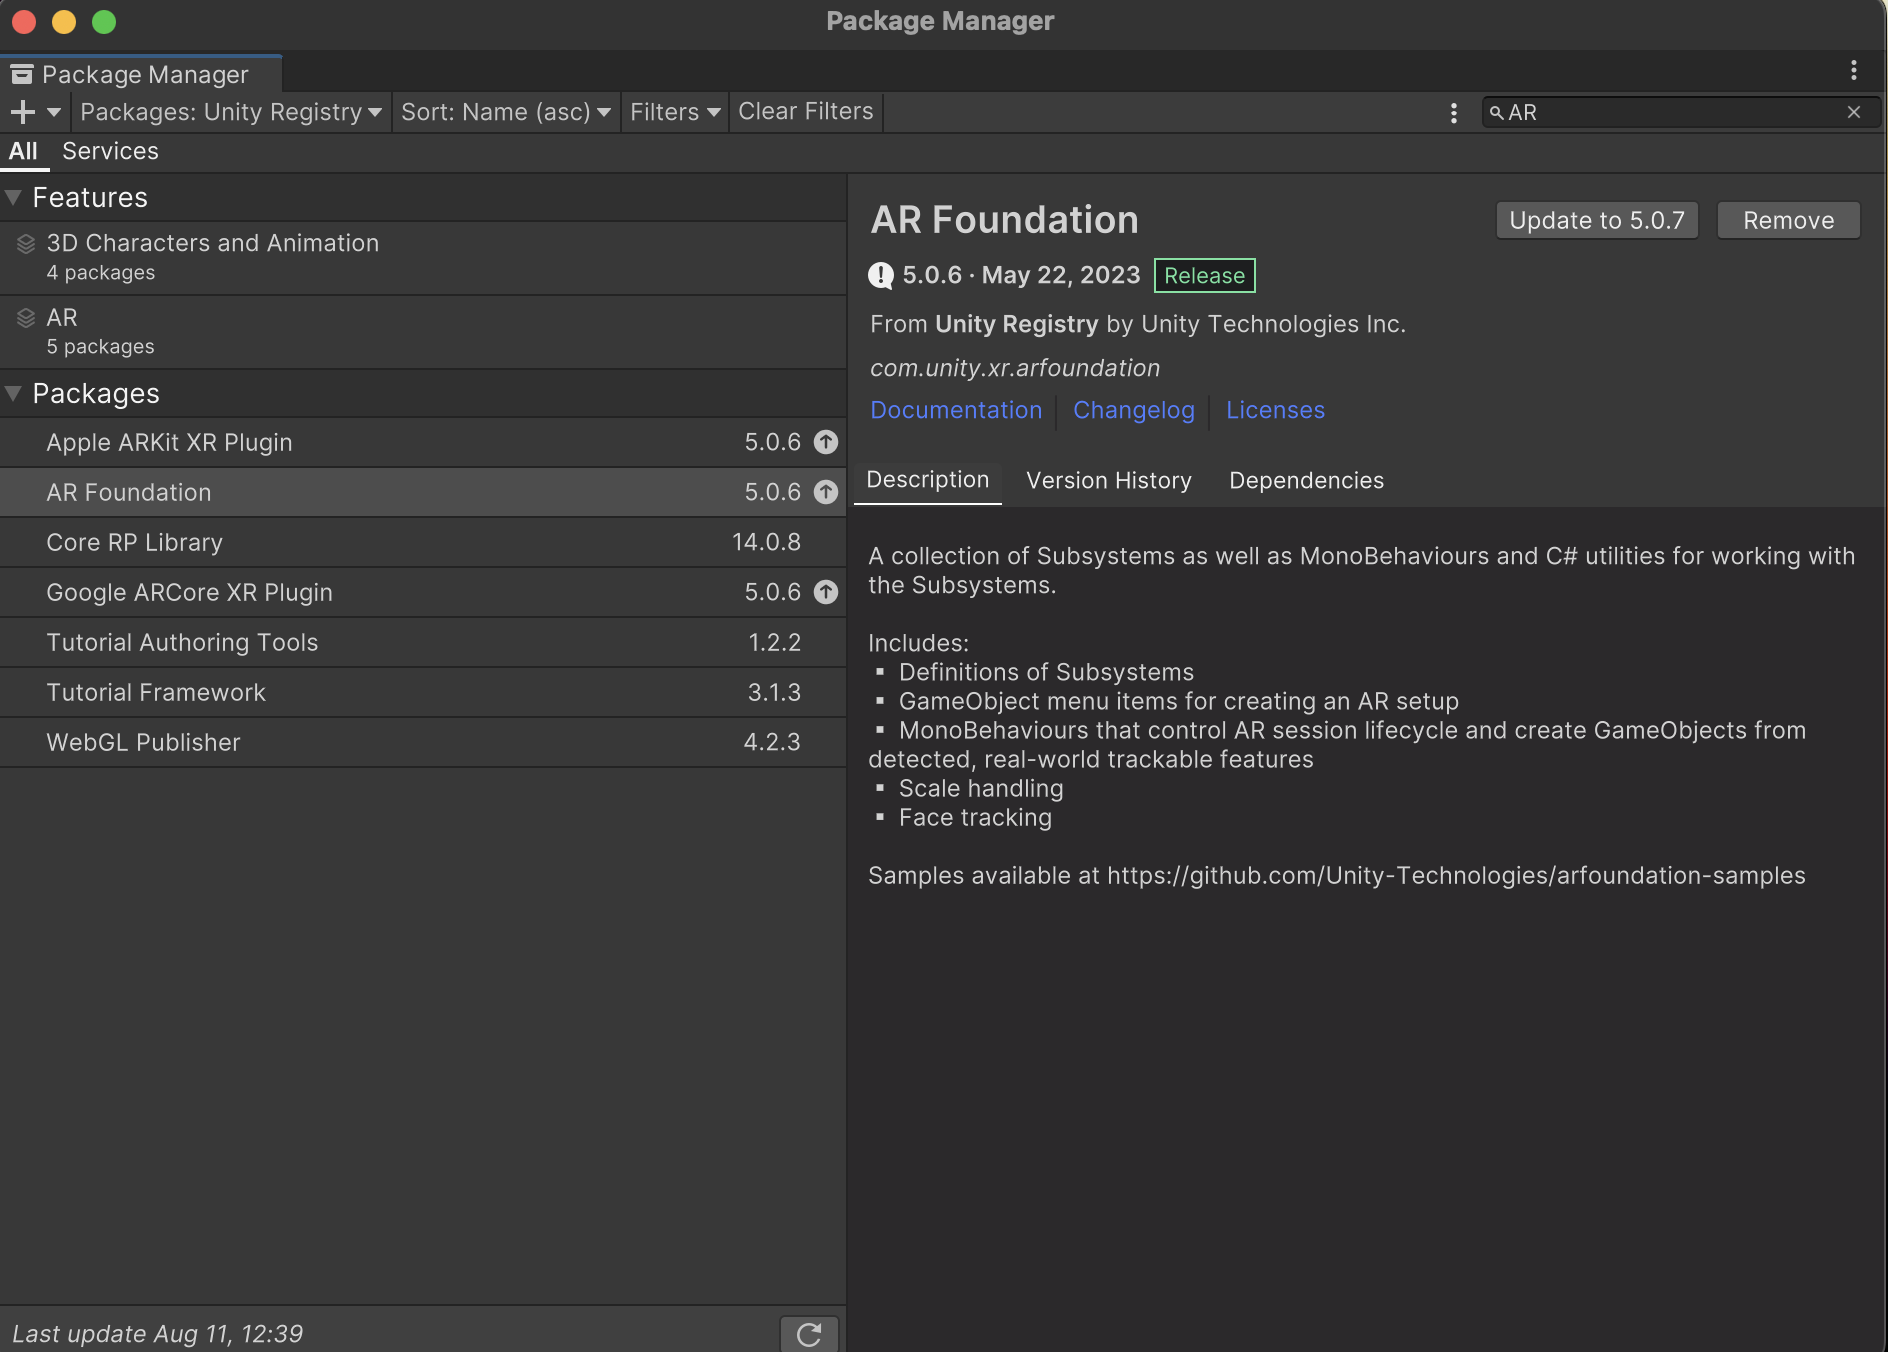 Package Manager
Package Manager
Packages: Unity Registry Sort: Name (asc) Filters Clear Filters AR
All Services
Features
3D Characters and Animation
4 packages
AR
5 packages
Packages
Apple ARKit XR Plugin 5.0.6
AR Foundation 5.0.6
Core RP Library 14.0.8
Google ARCore XR Plugin 5.0.6
Tutorial Authoring Tools 1.2.2
Tutorial Framework 3.1.3
WebGL Publisher 4.2.3
Last update Aug 11, 12:39
AR Foundation Update to 5.0.7 Remove
5.0.6 · May 22, 2023 Release
From Unity Registry by Unity Technologies Inc.
com.unity.xr.arfoundation
Documentation Changelog Licenses
Description Version History Dependencies
A collection of Subsystems as well as MonoBehaviours and C# utilities for working with
the Subsystems.
Includes:
▪ Definitions of Subsystems
▪ GameObject menu items for creating an AR setup
▪ MonoBehaviours that control AR session lifecycle and create GameObjects from
detected, real-world trackable features
▪ Scale handling
▪ Face tracking
Samples available at https://github.com/Unity-Technologies/arfoundation-samples